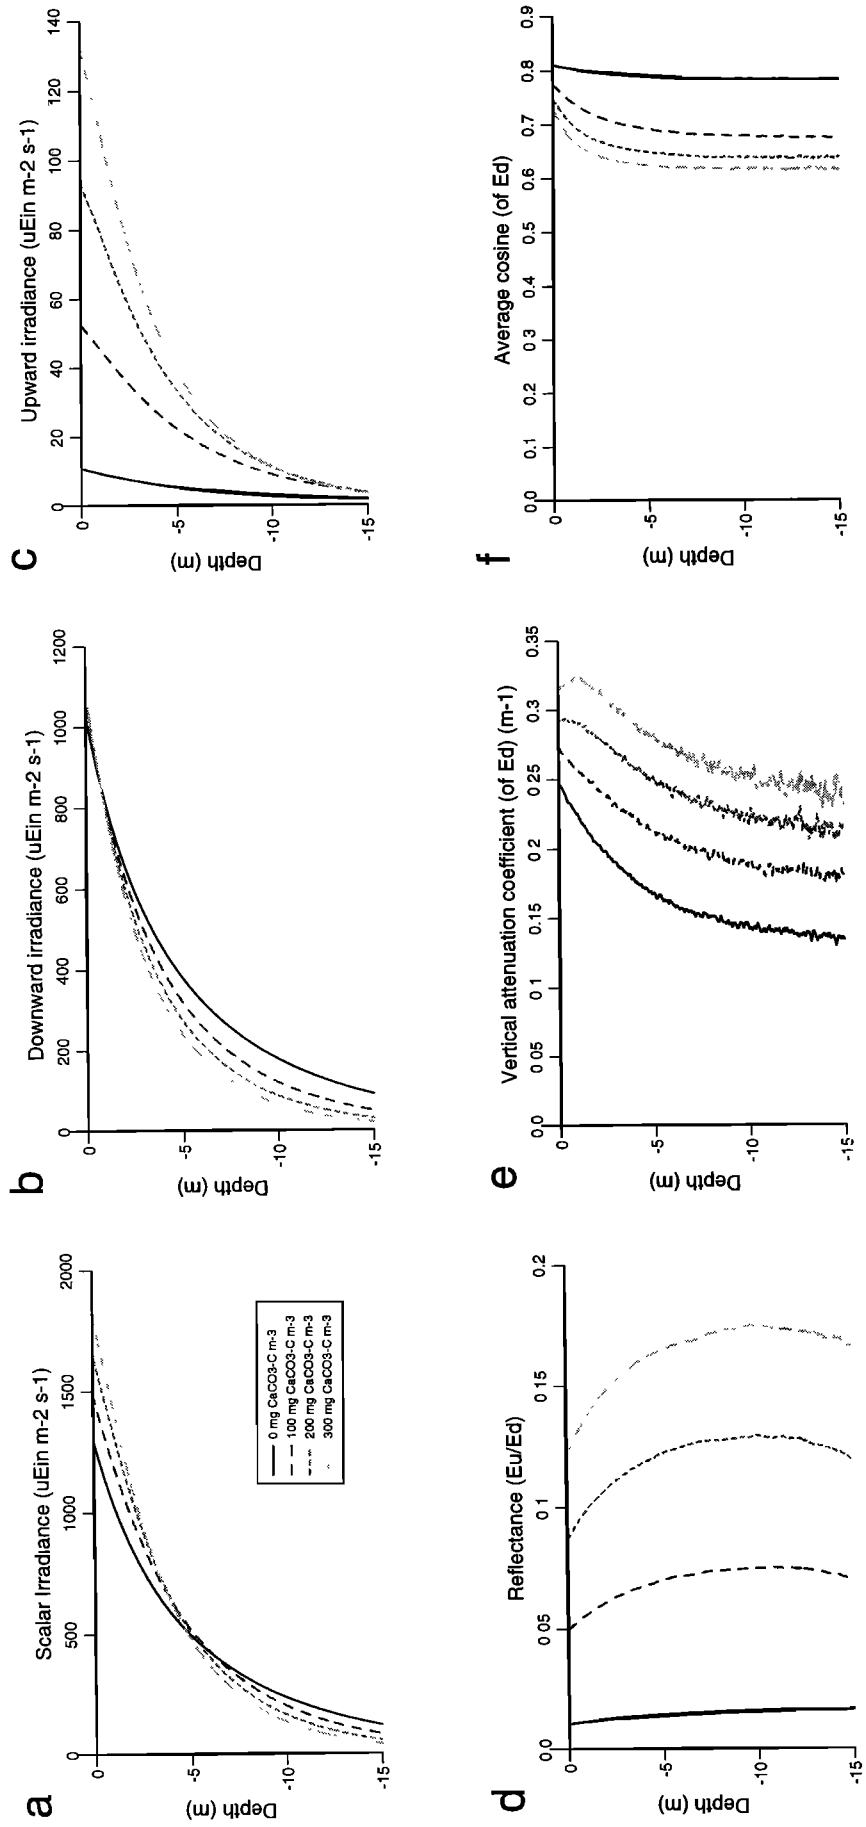 a
Scalar Irradiance (uEin m-2 s-1)
0 500 1000 1500 2000
0
-5
-10
-15
Depth (m)
0 mg CaCO3-C m-3
100 mg CaCO3-C m-3
200 mg CaCO3-C m-3
300 mg CaCO3-C m-3
b
Downward irradiance (uEin m-2 s-1)
0 200 400 600 800 1000 1200
0
-5
-10
-15
Depth (m)
c
Upward irradiance (uEin m-2 s-1)
0 20 40 60 80 100 120 140
0
-5
-10
-15
Depth (m)
d
Reflectance (Eu/Ed)
0.0 0 05 0 1 0 15 0.2
0
-5
-10
-15
Depth (m)
e
Vertical attenuation coefficient (of Ed) (m-1)
0.0 0 05 0 1 0.15 0.2 0.25 0.3 0.35
0
-5
-10
-15
Depth (m)
f
Average cosine (of Ed)
0.0 0.1 0.2 0.3 0.4 0.5 0.6 0.7 0.8 0.9
0
-5
-10
-15
Depth (m)